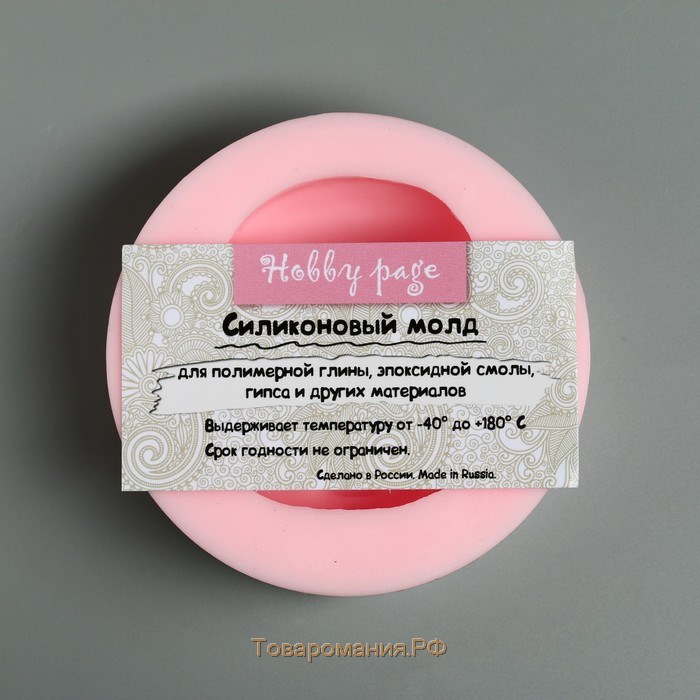 Hobby page
Силиконовый молд
для полимерной глины, эпоксидной смолы,
гипса и других материалов
Выдерживает температуру от -40° до +180° С
Срок годности не ограничен.
Сделано в России. Made in Russia.
Товаромания.РФ